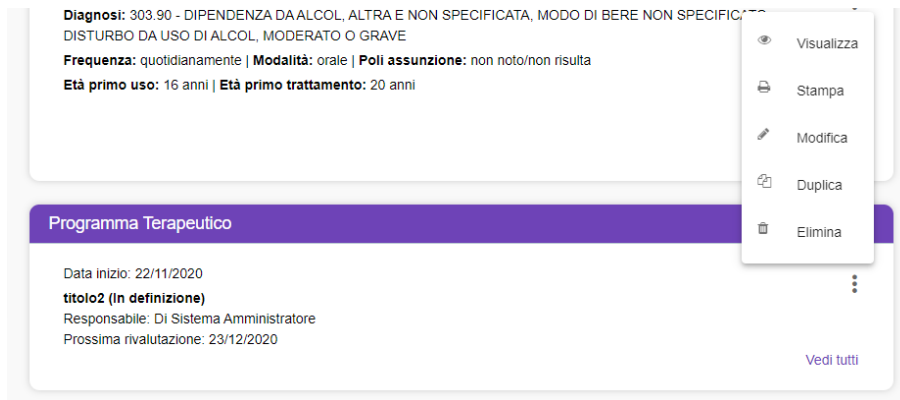 Diagnosi: 303.90 - DIPENDENZA DA ALCOL, ALTRA E NON SPECIFICATA, MODO DI BERE NON SPECIFICATO
DISTURBO DA USO DI ALCOL, MODERATO O GRAVE
Frequenza: quotidianamente | Modalità: orale | Poli assunzione: non noto/non risulta
Età primo uso: 16 anni | Età primo trattamento: 20 anni
Visualizza
Stampa
Modifica
Duplica
Elimina
Programma Terapeutico
Data inizio: 22/11/2020
titolo2 (In definizione)
Responsabile: Di Sistema Amministratore
Prossima rivalutazione: 23/12/2020
Vedi tutti